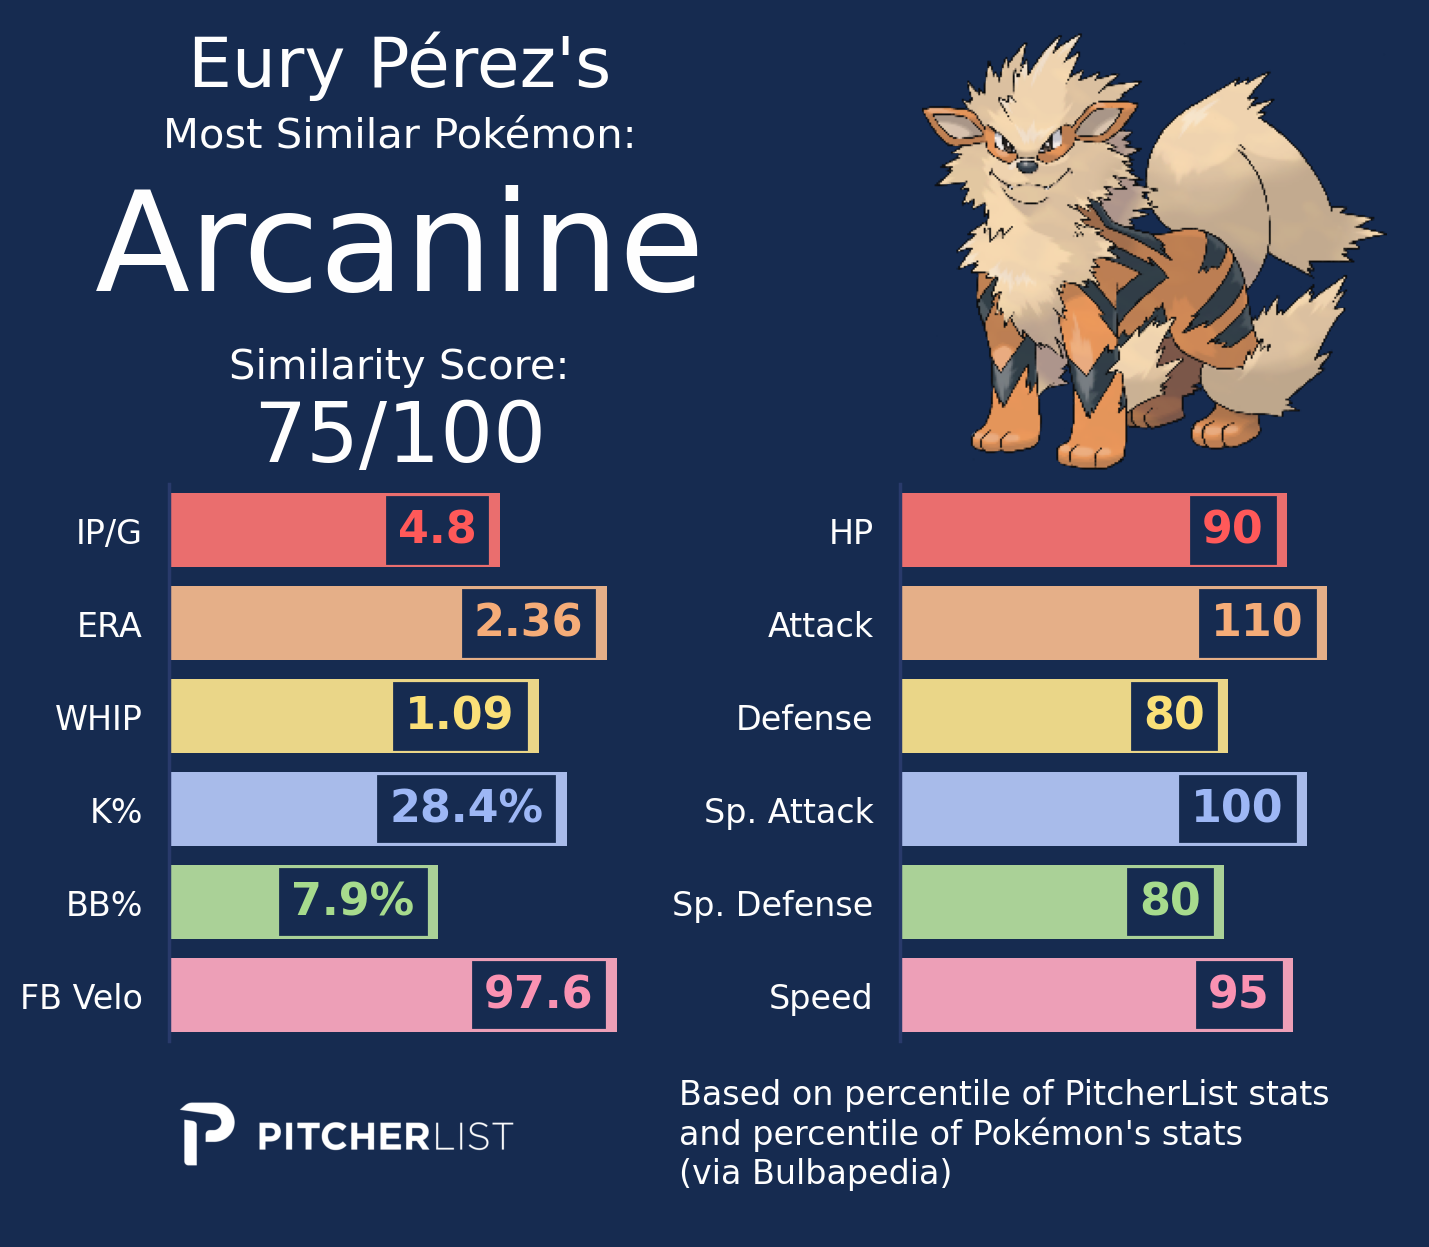 Eury Pérez's
Most Similar Pokémon:
Arcanine
Similarity Score:
75/100
IP/G 4.8
ERA 2.36
WHIP 1.09
K% 28.4%
BB% 7.9%
FB Velo 97.6
HP 90
Attack 110
Defense 80
Sp. Attack 100
Sp. Defense 80
Speed 95
PITCHERLIST
Based on percentile of PitcherList stats
and percentile of Pokémon's stats
(via Bulbapedia)